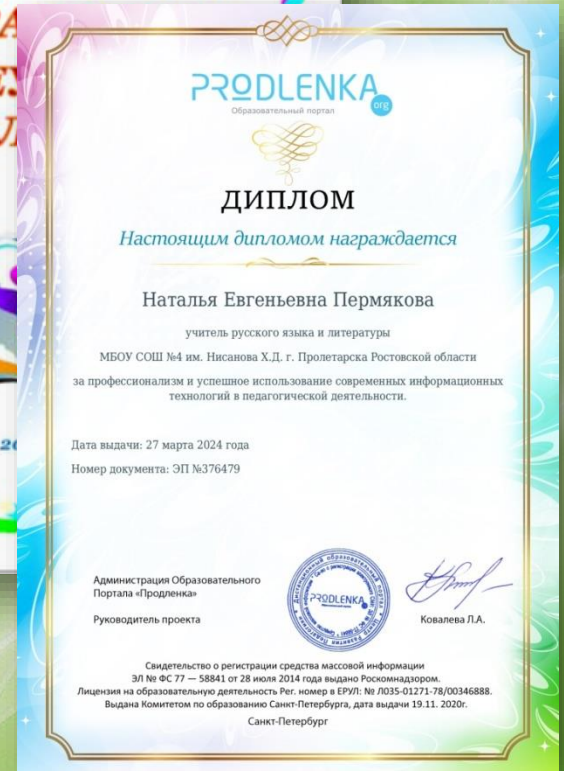 PRODLENKA
org
Образовательный портал
ДИПЛОМ
Настоящим дипломом награждается
Наталья Евгеньевна Пермякова
учитель русского языка и литературы
МБОУ СОШ №4 им. Нисанова Х.Д. г. Пролетарска Ростовской области
за профессионализм и успешное использование современных информационных
технологий в педагогической деятельности.
Дата выдачи: 27 марта 2024 года
Номер документа: ЭП №376479
Администрация Образовательного
Портала «Продленка»
Руководитель проекта
PRODLENKA
Ковалева Л.А.
Свидетельство о регистрации средства массовой информации
ЭЛ № ФС 77 — 58841 от 28 июля 2014 года выдано Роскомнадзором.
Лицензия на образовательную деятельность Рег. номер в ЕРУЛ: № Л035-01271-78/00346888.
Выдана Комитетом по образованию Санкт-Петербурга, дата выдачи 19.11. 2020г.
Санкт-Петербург